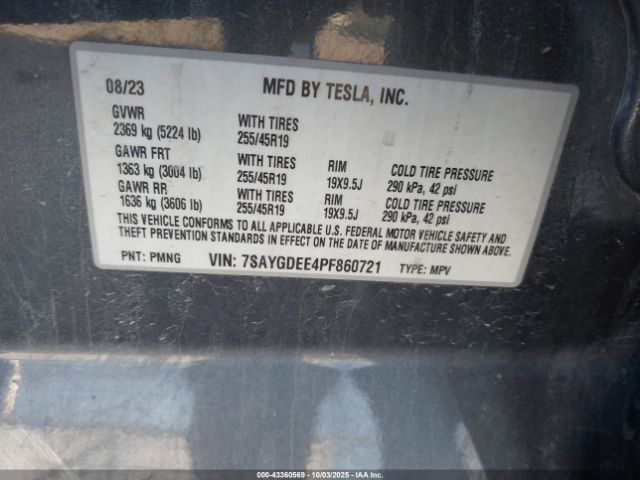 08/23 MFD BY TESLA, INC.
GVWR WITH TIRES
2369 kg (5224 lb) 255/45R19
GAWR FRT WITH TIRES RIM COLD TIRE PRESSURE
1363 kg (3004 lb) 255/45R19 19X9.5J 290 kPa, 42 psi
GAWR RR WITH TIRES RIM COLD TIRE PRESSURE
1636 kg (3606 lb) 255/45R19 19X9.5J 290 kPa, 42 psi
THIS VEHICLE CONFORMS TO ALL APPLICABLE U.S. FEDERAL MOTOR VEHICLE SAFETY AND
THEFT PREVENTION STANDARDS IN EFFECT ON THE DATE OF MANUFACTURE SHOWN ABOVE.
PNT: PMNG VIN: 7SAYGDEE4PF860721 TYPE: MPV
000-43360569 10/03/2025 IAAI/ACV